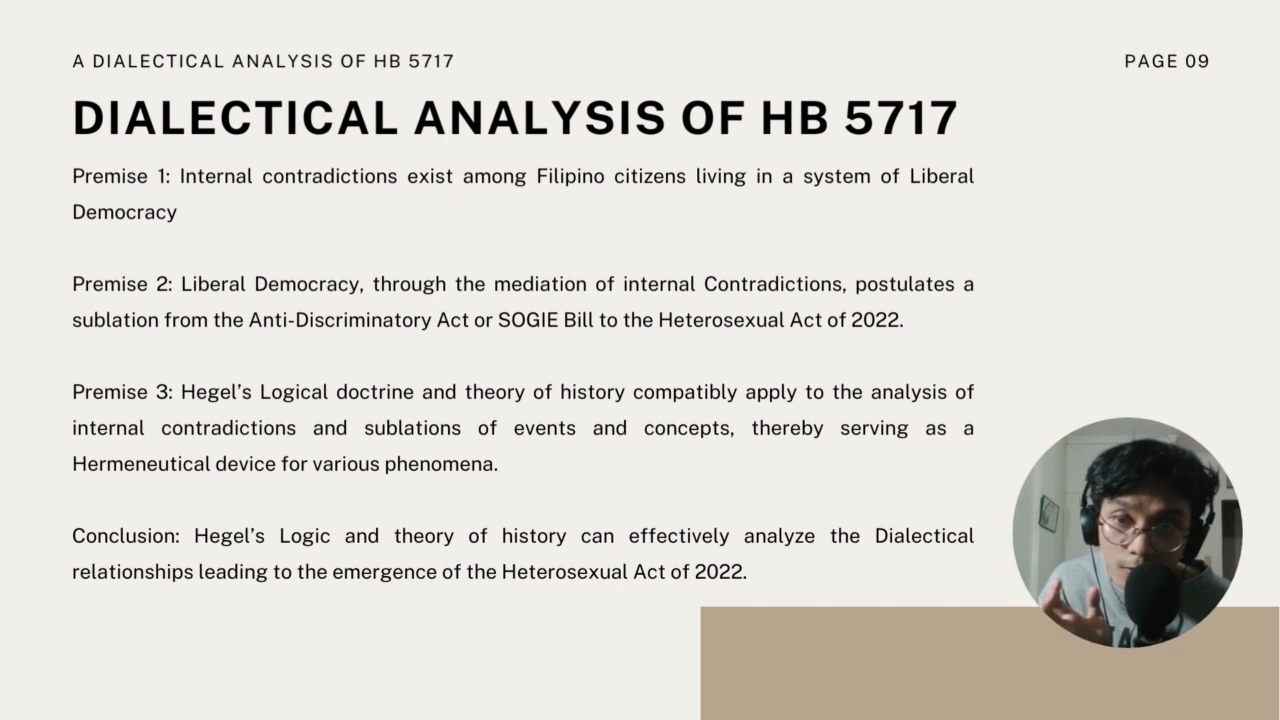 A DIALECTICAL ANALYSIS OF HB 5717
PAGE 09
DIALECTICAL ANALYSIS OF HB 5717
Premise 1: Internal contradictions exist among Filipino citizens living in a system of Liberal
Democracy
Premise 2: Liberal Democracy, through the mediation of internal Contradictions, postulates a
sublation from the Anti-Discriminatory Act or SOGIE Bill to the Heterosexual Act of 2022.
Premise 3: Hegel’s Logical doctrine and theory of history compatibly apply to the analysis of
internal contradictions and sublations of events and concepts, thereby serving as a
Hermeneutical device for various phenomena.
Conclusion: Hegel’s Logic and theory of history can effectively analyze the Dialectical
relationships leading to the emergence of the Heterosexual Act of 2022.